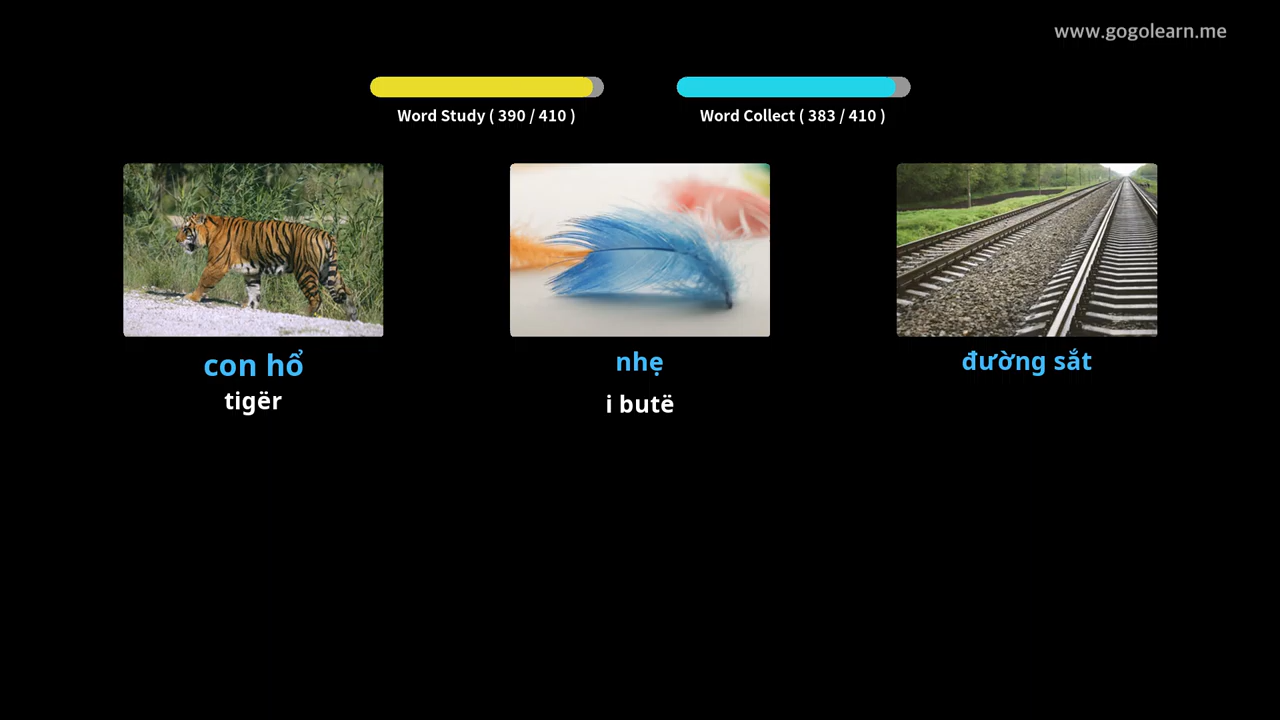 www.gogolearn.me
Word Study ( 390 / 410 )
Word Collect ( 383 / 410 )
con hổ
tigër
nhẹ
i butë
đường sắt